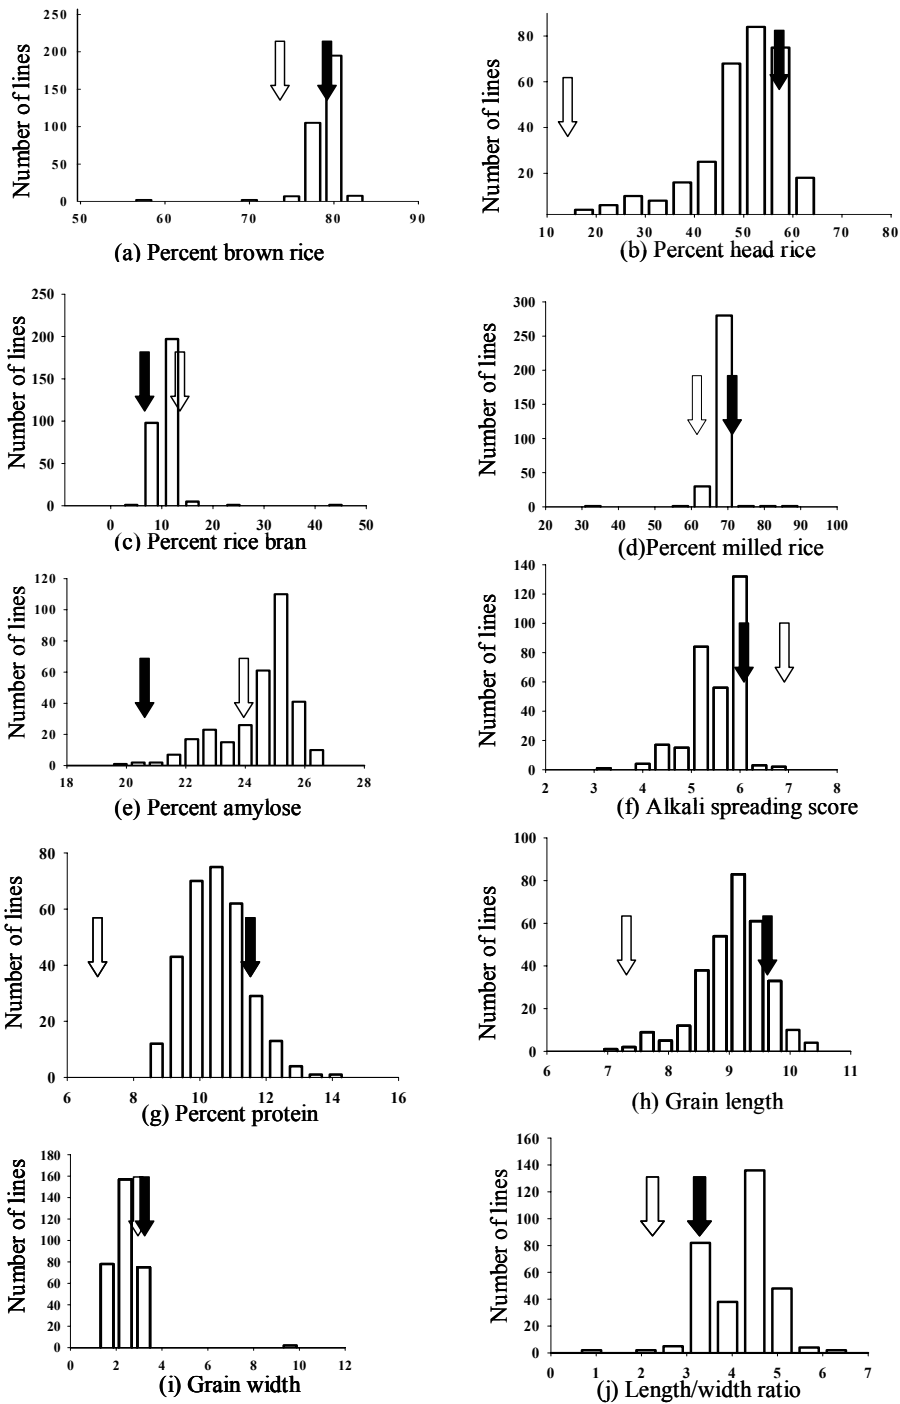 Number of lines
250
200
150
100
50
0
50 60 70 80 90
(a) Percent brown rice
Number of lines
80
60
40
20
10 20 30 40 50 60 70 80
(b) Percent head rice
Number of lines
250
200
150
100
50
0
0 10 20 30 40 50
(c) Percent rice bran
Number of lines
300
250
200
150
100
50
0
20 30 40 50 60 70 80 90 100
(d)Percent milled rice
Number of lines
120
100
80
60
40
20
0
18 20 22 24 26 28
(e) Percent amylose
Number of lines
140
120
100
80
60
40
20
0
2 3 4 5 6 7 8
(f) Alkali spreading score
Number of lines
80
60
40
20
0
6 8 10 12 14 16
(g) Percent protein
Number of lines
100
80
60
40
20
0
6 7 8 9 10 11
(h) Grain length
Number of lines
180
160
140
120
100
80
60
40
20
0
0 2 4 6 8 10 12
(i) Grain width
Number of lines
160
140
120
100
80
60
40
20
0
0 1 2 3 4 5 6 7
(j) Length/width ratio